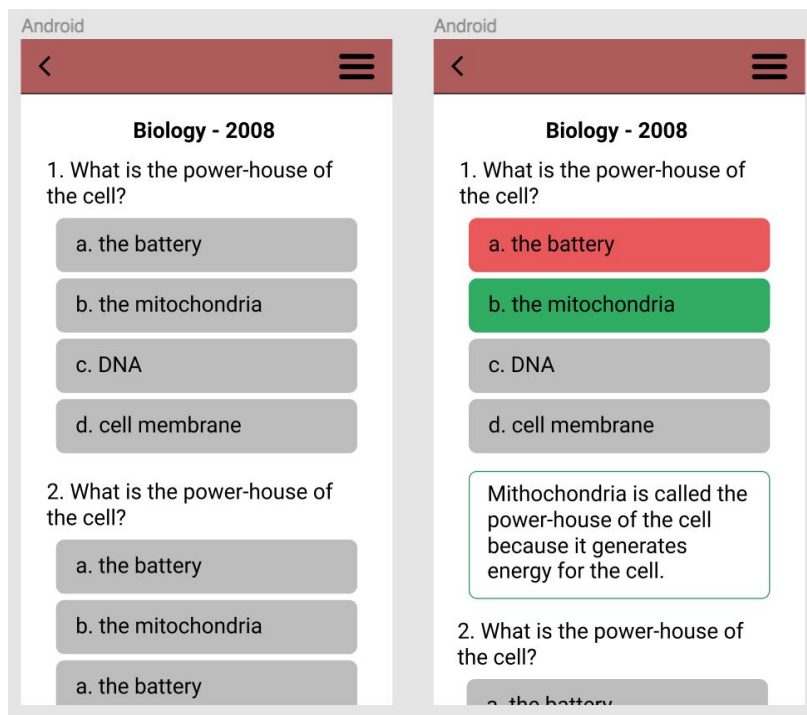 Android
Biology - 2008
1. What is the power-house of
the cell?
a. the battery
b. the mitochondria
c. DNA
d. cell membrane
2. What is the power-house of
the cell?
a. the battery
b. the mitochondria
a. the battery
Android
Biology - 2008
1. What is the power-house of
the cell?
a. the battery
b. the mitochondria
c. DNA
d. cell membrane
Mithochondria is called the
power-house of the cell
because it generates
energy for the cell.
2. What is the power-house of
the cell?
a. the battery